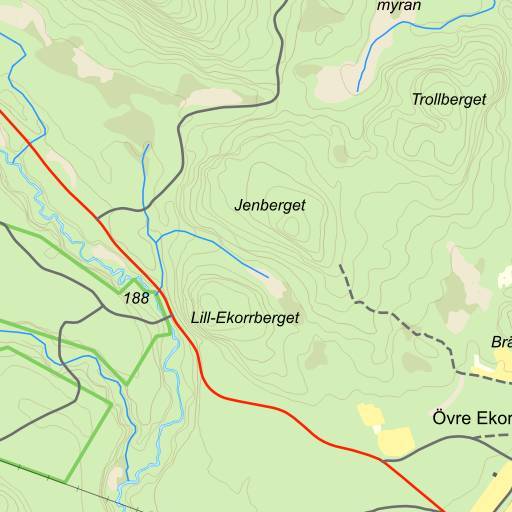 myran
Trollberget
Jenberget
188
Lill-Ekorrberget
Brä
Övre Ekor